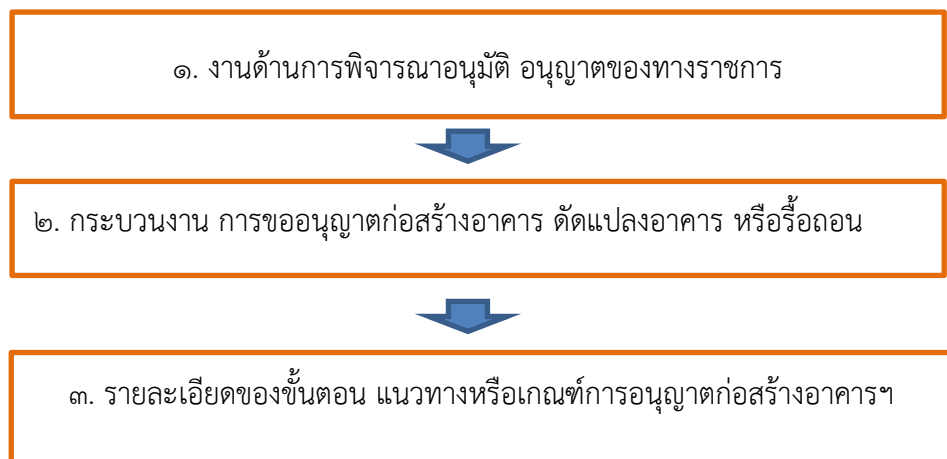 ๑. งานด้านการพิจารณาอนุมัติ อนุญาตของทางราชการ
๒. กระบวนงาน การขออนุญาตก่อสร้างอาคาร ดัดแปลงอาคาร หรือรื้อถอน
๓. รายละเอียดของขั้นตอน แนวทางหรือเกณฑ์การอนุญาตก่อสร้างอาคารฯ